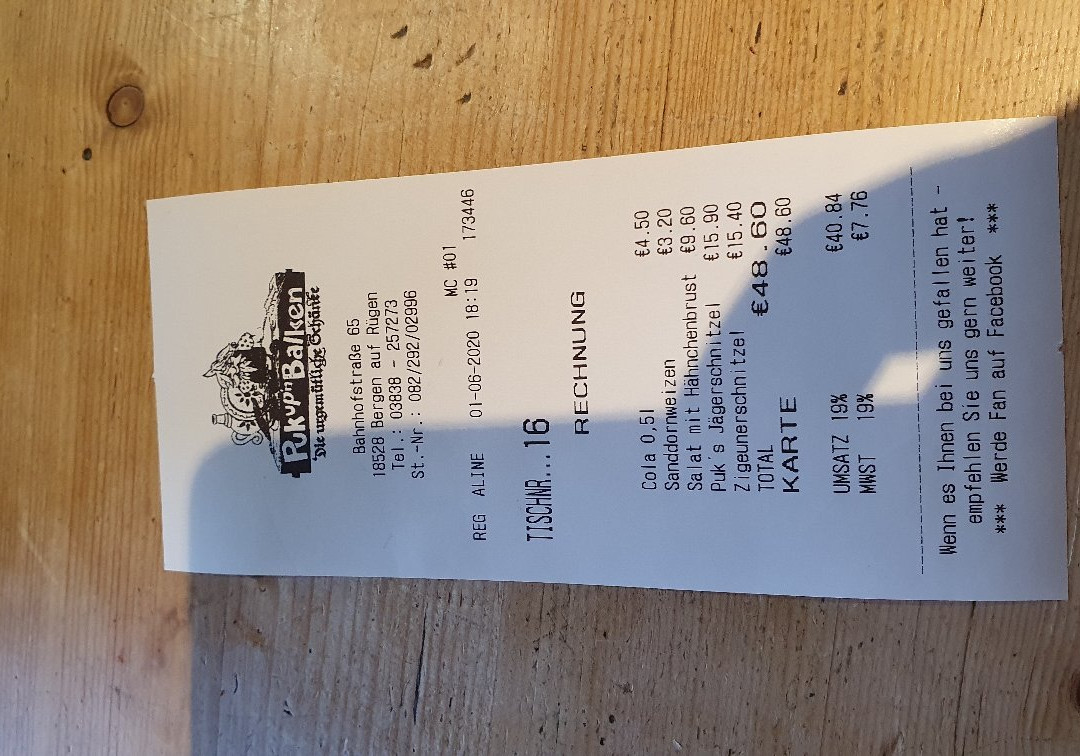 Puk up'n Balken
Die urgemütliche Schänke
Bahnhofstraße 65
18528 Bergen auf Rügen
Tel.: 03838 - 257273
St.-Nr.: 082/292/02996
MC #01
REG ALINE 01-06-2020 18:19 173446
TISCHNR....16
RECHNUNG
Cola 0,5l €4.50
Sanddornweizen €3.20
Salat mit Hähnchenbrust €9.60
Puk´s Jägerschnitzel €15.90
Zigeunerschnitzel €15.40
TOTAL €48.60
KARTE €48.60
UMSATZ 19% €40.84
MWST 19% €7.76
Wenn es Ihnen bei uns gefallen hat -
empfehlen Sie uns gern weiter!
*** Werde Fan auf Facebook ***